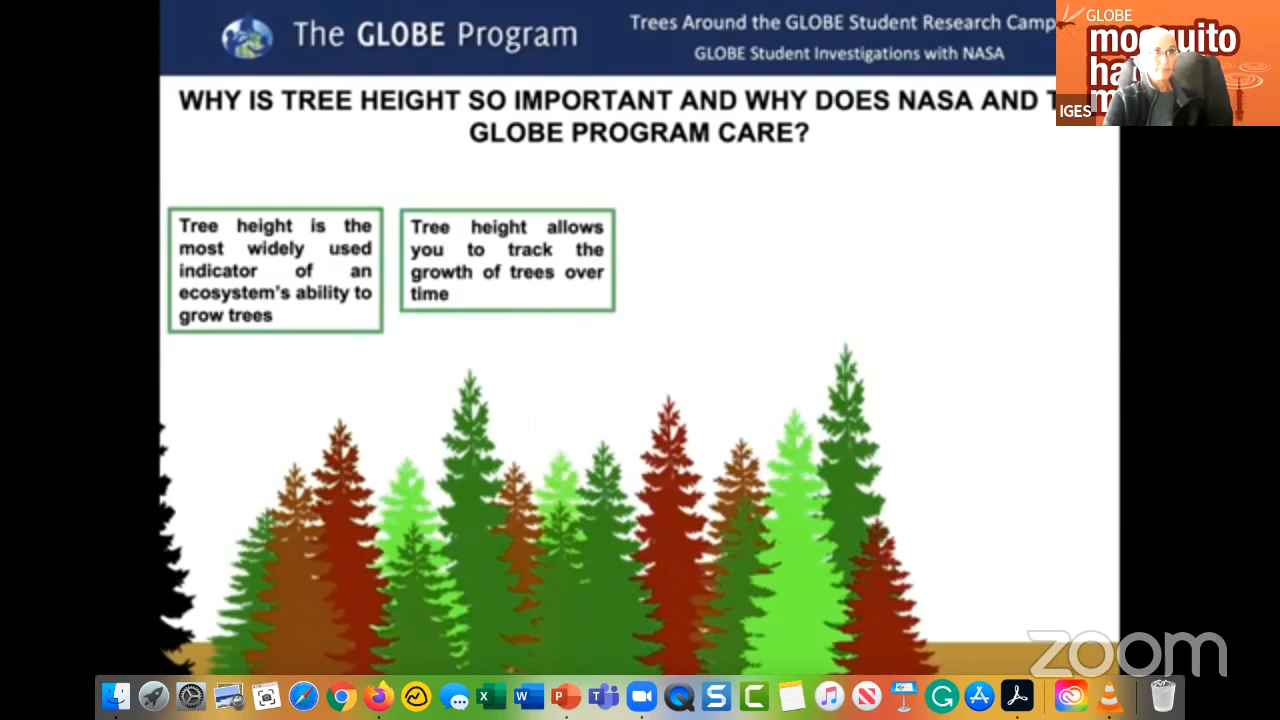 The GLOBE Program
Trees Around the GLOBE Student Research Camp
GLOBE Student Investigations with NASA
GLOBE
mosquito
IGES
WHY IS TREE HEIGHT SO IMPORTANT AND WHY DOES NASA AND T
GLOBE PROGRAM CARE?
Tree height is the
most widely used
indicator of an
ecosystem's ability to
grow trees
Tree height allows
you to track the
growth of trees over
time
zoom